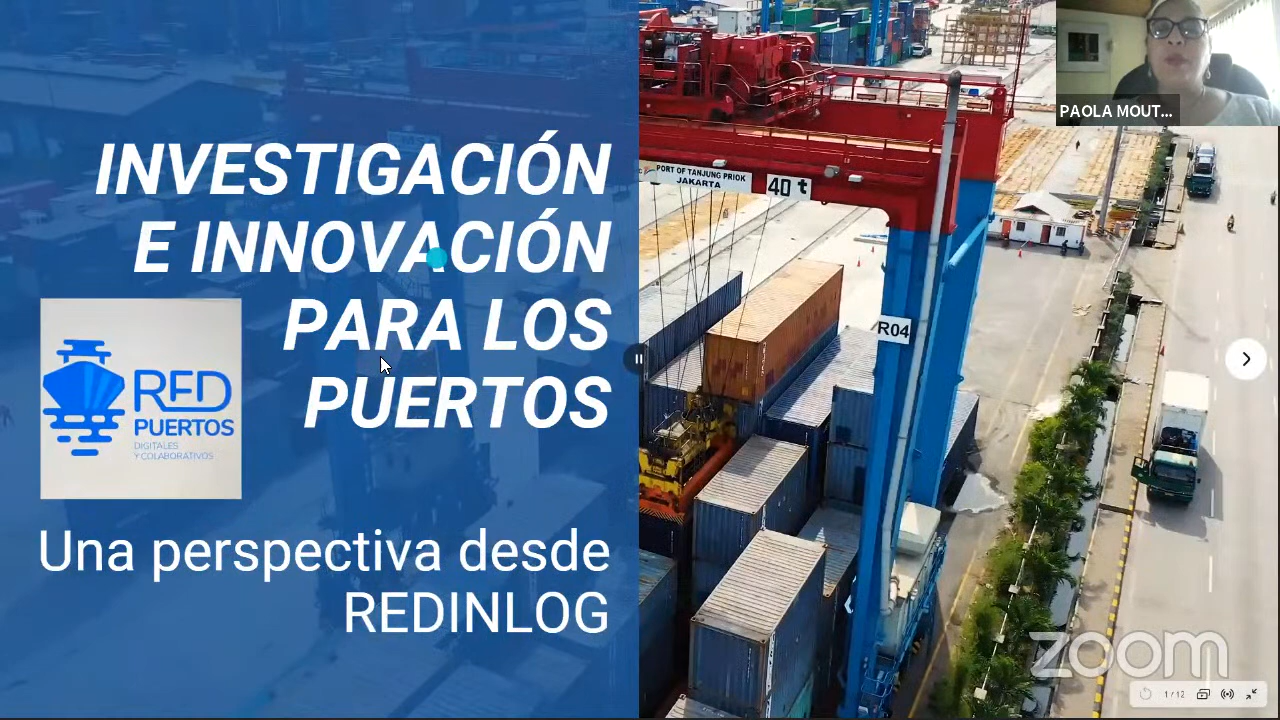 INVESTIGACIÓN
E INNOVACIÓN
PARA LOS
PUERTOS
RED
PUERTOS
DIGITALES
Y COLABORATIVOS
Una perspectiva desde
REDINLOG
PORT OF TANJUNG PRIOK
JAKARTA
40 t
R04
PAOLA MOUT...
zoom
1 / 12